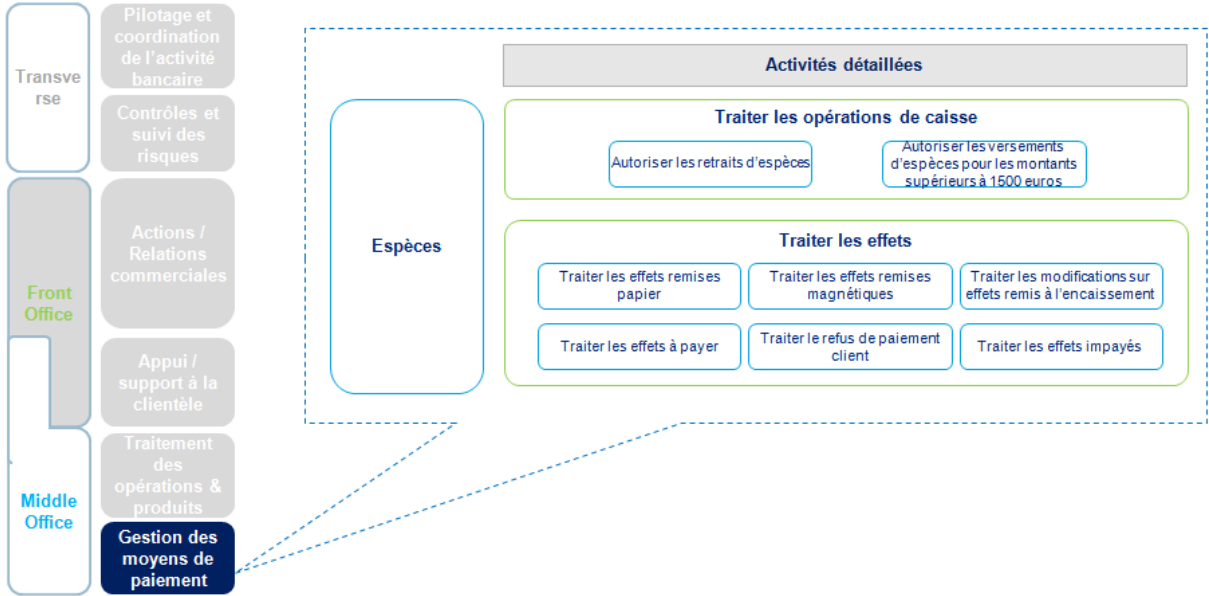 Transve
rse
Pilotage et
coordination
de l'activité
bancaire
Contrôles et
suivi des
risques
Front
Office
Actions /
Relations
commerciales
Appui /
support à la
clientèle
Middle
Office
Traitement
des
opérations &
produits
Gestion des
moyens de
paiement
Activités détaillées
Espèces
Traiter les opérations de caisse
Autoriser les retraits d'espèces
Autoriser les versements
d'espèces pour les montants
supérieurs à 1500 euros
Traiter les effets
Traiter les effets remises
papier
Traiter les effets remises
magnétiques
Traiter les modifications sur
effets remis à l'encaissement
Traiter les effets à payer
Traiter le refus de paiement
client
Traiter les effets impayés